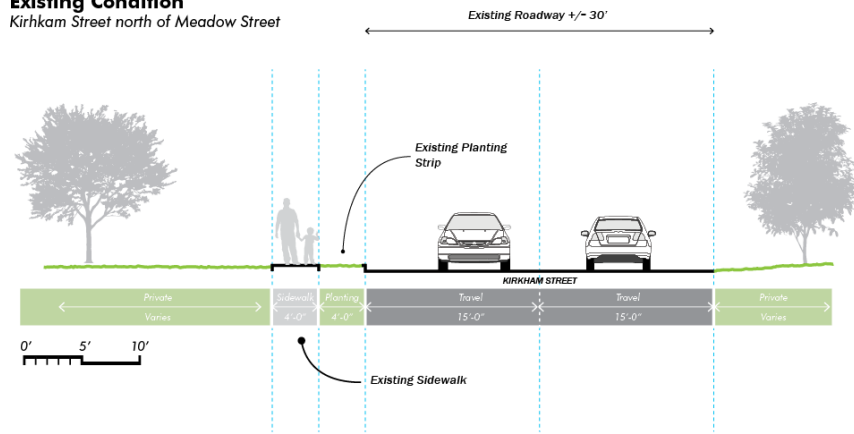 Existing Condition
Kirhkam Street north of Meadow Street
Existing Roadway +/- 30'
Existing Planting
Strip
KIRKHAM STREET
Private
Sidewalk
Planting
Travel
Travel
Private
Varies
4'-0"
4'-0"
15'-0"
15'-0"
Varies
0'
5'
10'
Existing Sidewalk